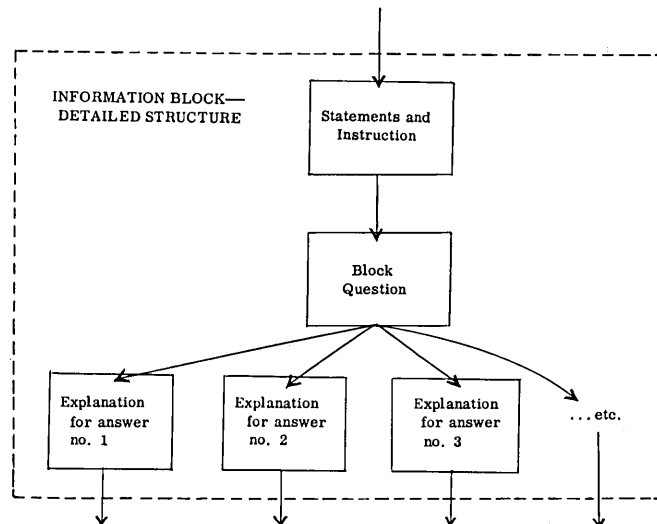 INFORMATION BLOCK—
DETAILED STRUCTURE
Statements and
Instruction
Block
Question
Explanation
for answer
no. 1
Explanation
for answer
no. 2
Explanation
for answer
no. 3
...etc.